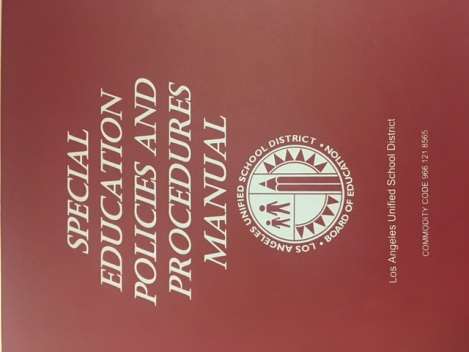 SPECIAL
EDUCATION
POLICIES AND
PROCEDURES
MANUAL
LOS ANGELES UNIFIED SCHOOL DISTRICT • BOARD OF EDUCATION •
Los Angeles Unified School District
COMMODITY CODE 966 121 8565